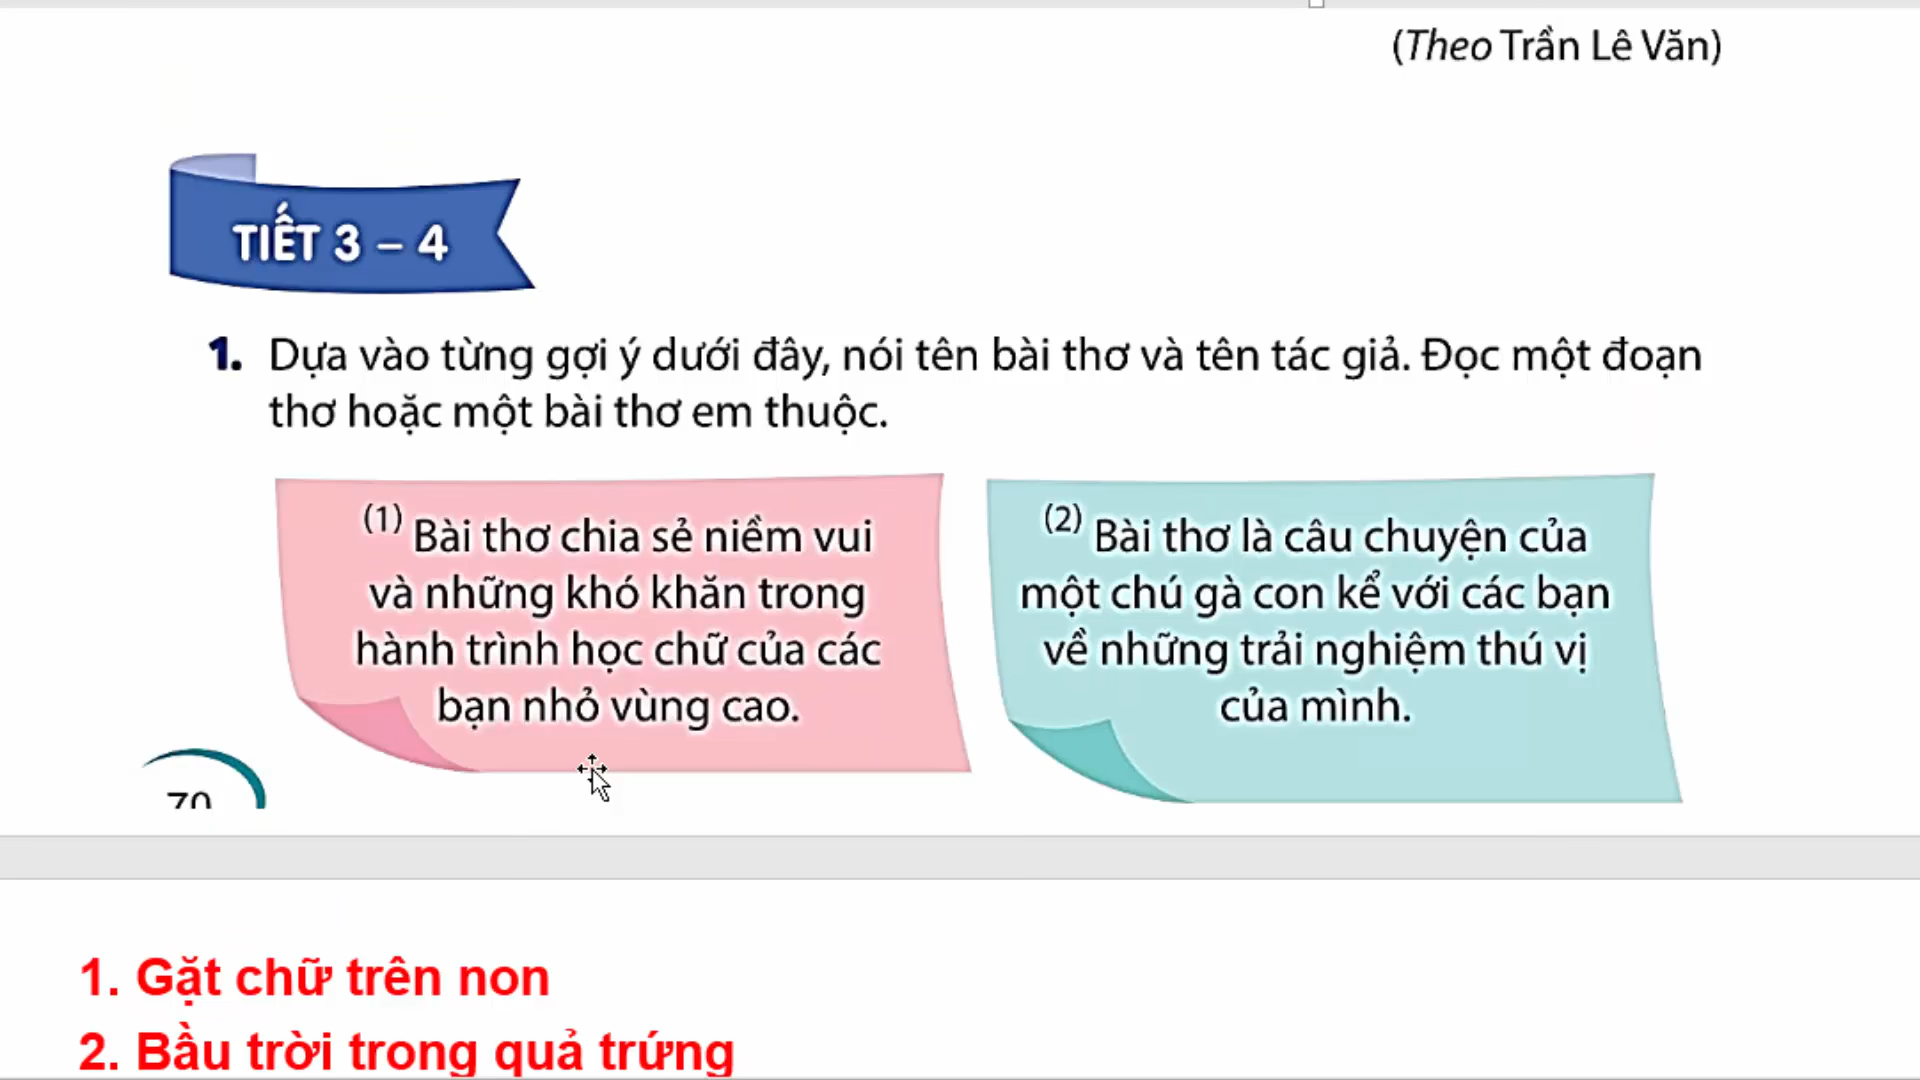 (Theo Trần Lê Văn)
TIẾT 3 – 4
1. Dựa vào từng gợi ý dưới đây, nói tên bài thơ và tên tác giả. Đọc một đoạn
thơ hoặc một bài thơ em thuộc.
(1) Bài thơ chia sẻ niềm vui
và những khó khăn trong
hành trình học chữ của các
bạn nhỏ vùng cao.
(2) Bài thơ là câu chuyện của
một chú gà con kể với các bạn
về những trải nghiệm thú vị
của mình.
70
1. Gặt chữ trên non
2. Bầu trời trong quả trứng